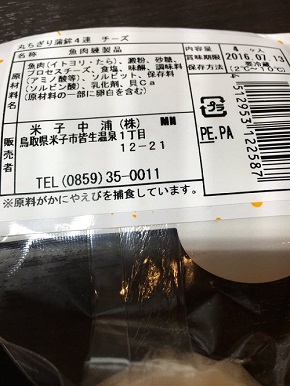 丸ちぎり蒲鉾4連 チーズ
名称 魚肉練製品
魚肉(イトヨリ・たら)、澱粉、砂糖、
プロセスチーズ、食塩、味醂、調味料
(アミノ酸等)、ソルビット、保存料
(ソルビン酸)、乳化剤、貝Ca
(原材料の一部に卵白を含む)
内容量 4ヶ入
賞味期限 2016.07.13
保存方法 要冷蔵
(2℃~10℃)
販売者
米子中浦(株) MN
鳥取県米子市皆生温泉1丁目
12-21
TEL(0859)35-0011
※原料がかにやえびを捕食しています。
プラ
PE.PA